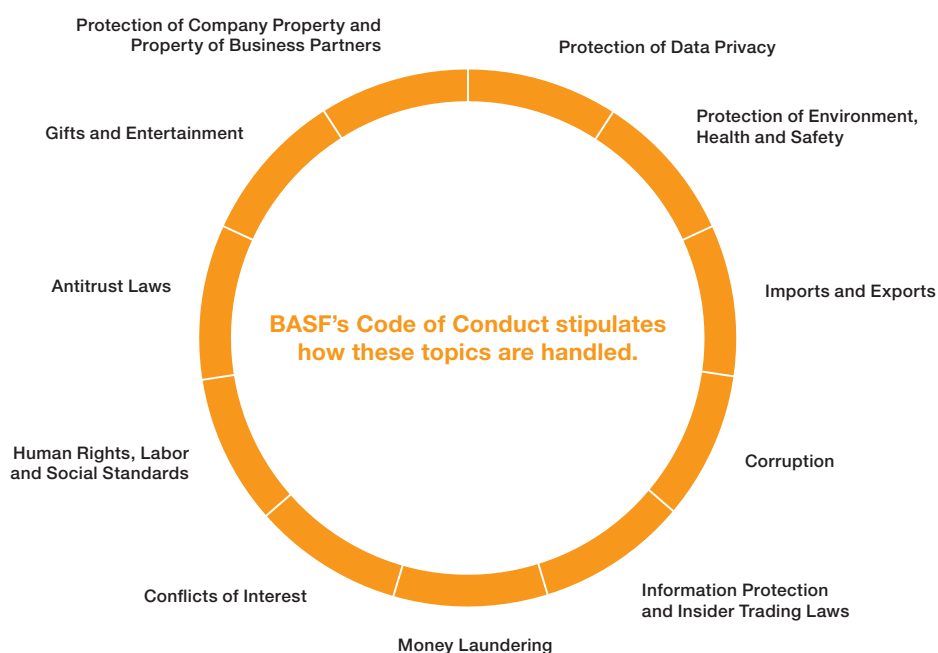 Protection of Company Property and
Property of Business Partners
Protection of Data Privacy
Gifts and Entertainment
Protection of Environment,
Health and Safety
Antitrust Laws
Imports and Exports
BASF’s Code of Conduct stipulates
how these topics are handled.
Human Rights, Labor
and Social Standards
Corruption
Conflicts of Interest
Information Protection
and Insider Trading Laws
Money Laundering